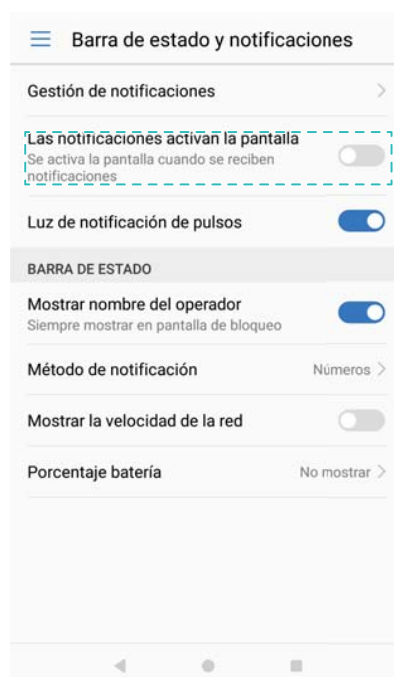 Barra de estado y notificaciones
Gestión de notificaciones
Las notificaciones activan la pantalla
Se activa la pantalla cuando se reciben
notificaciones
Luz de notificación de pulsos
BARRA DE ESTADO
Mostrar nombre del operador
Siempre mostrar en pantalla de bloqueo
Método de notificación Números
Mostrar la velocidad de la red
Porcentaje batería No mostrar